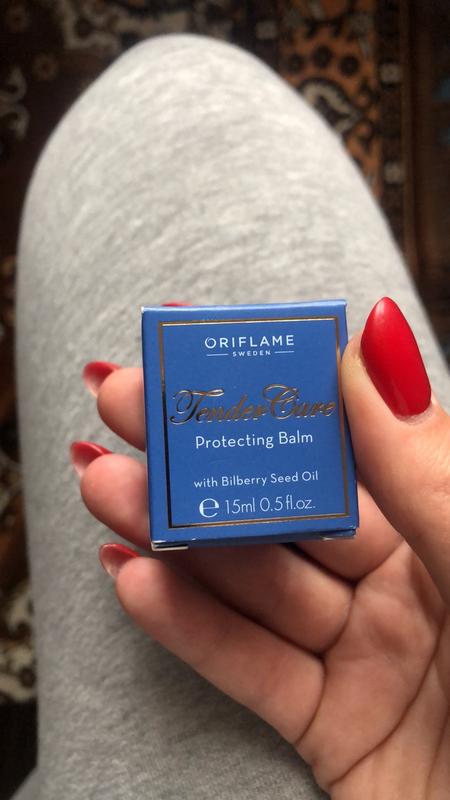 ORIFLAME
SWEDEN
Tender Care
Protecting Balm
with Bilberry Seed Oil
℮ 15ml 0.5 fl.oz.